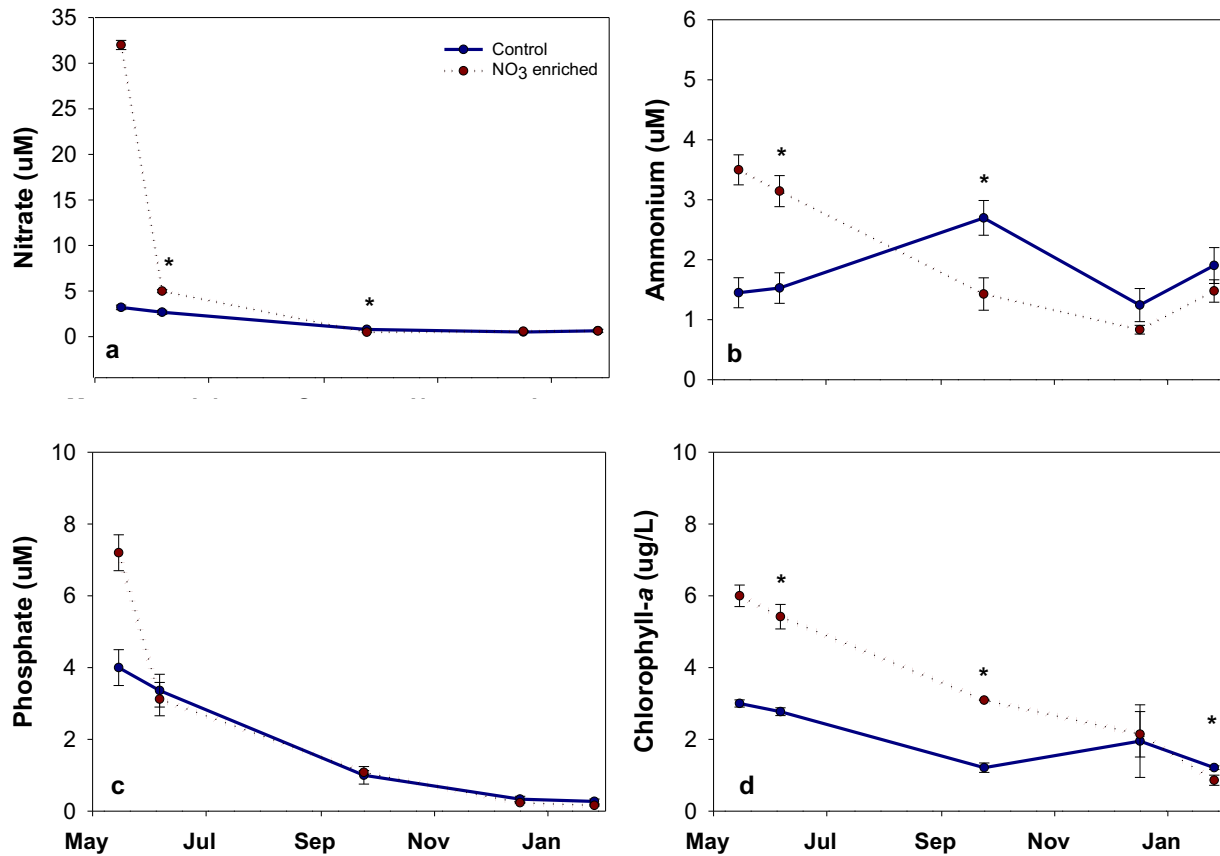 35
30
25
20
15
10
5
0
Nitrate (uM)
Control
NO3 enriched
*
*
a
6
5
4
3
2
1
0
Ammonium (uM)
*
*
b
10
8
6
4
2
0
Phosphate (uM)
c
May Jul Sep Nov Jan
10
8
6
4
2
0
Chlorophyll-a (ug/L)
*
*
*
d
May Jul Sep Nov Jan